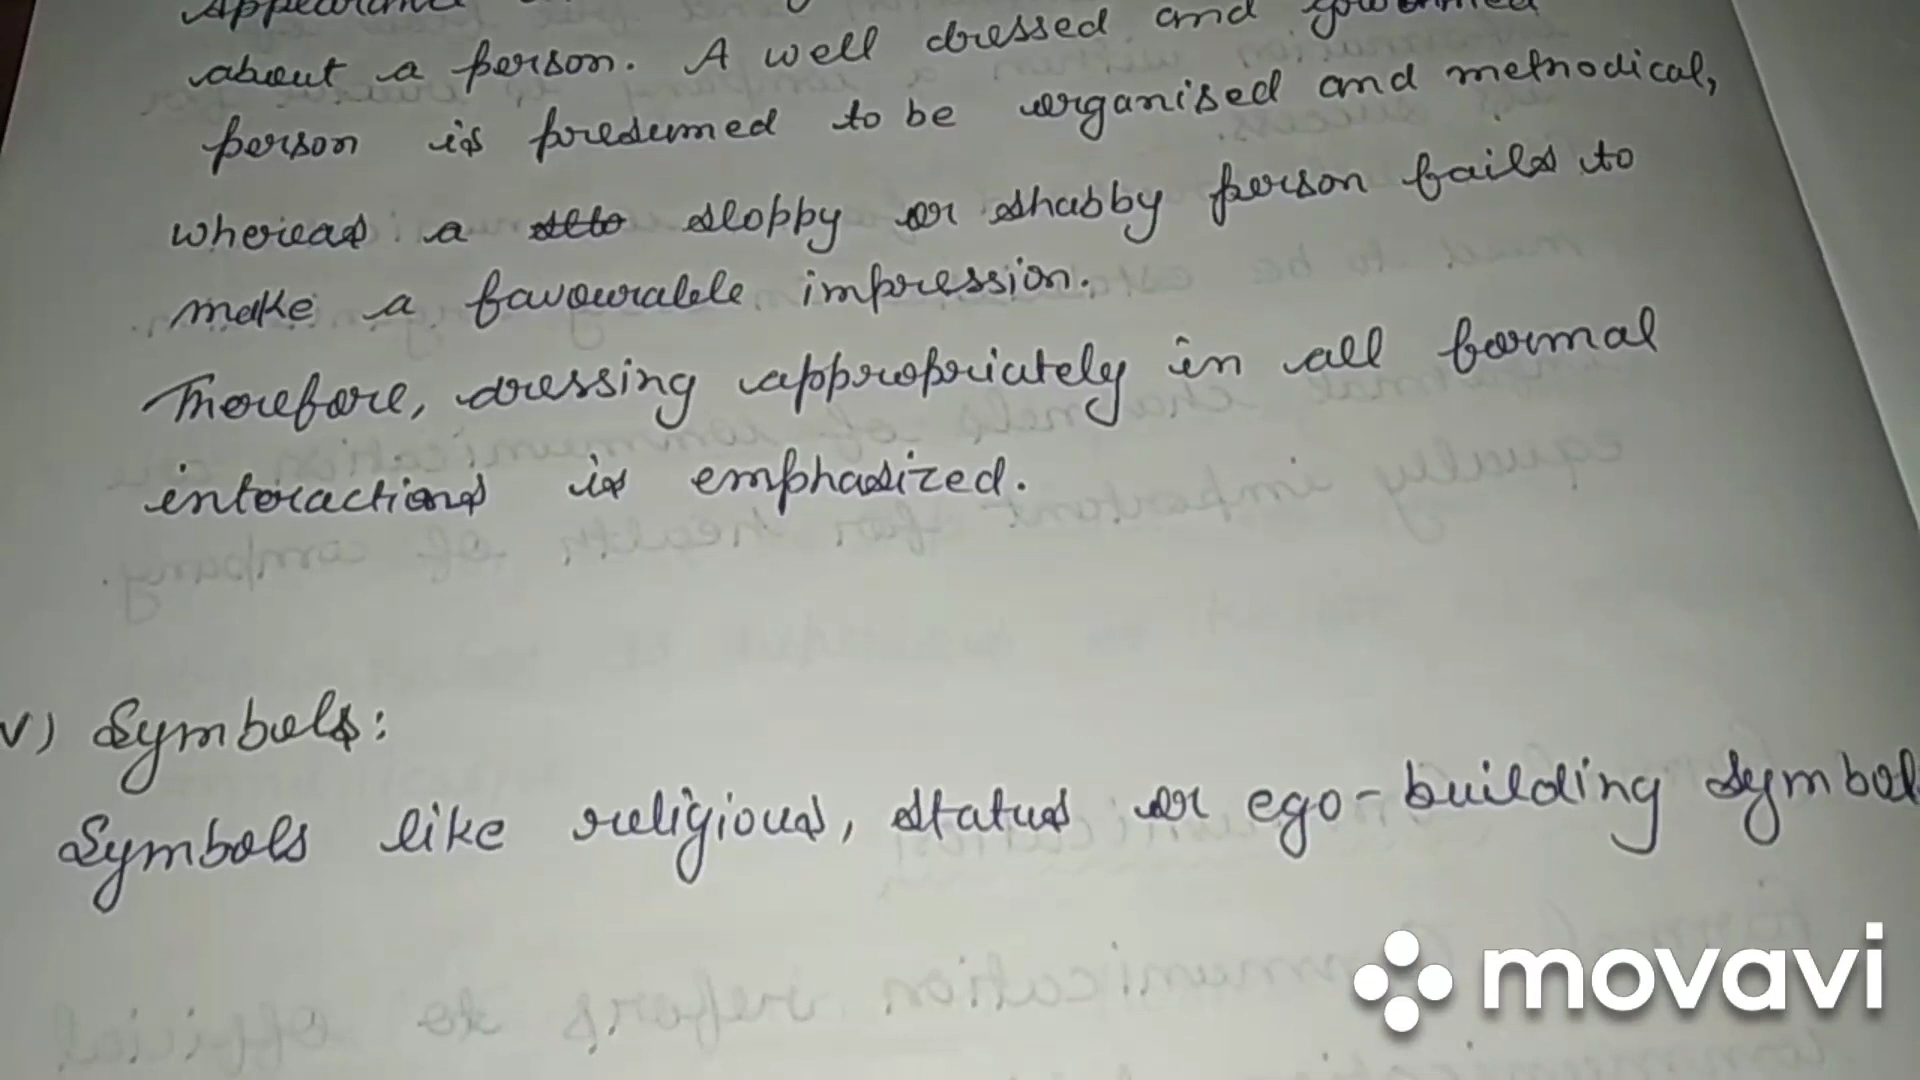 Appearance
about a person. A well dressed and
person is presumed to be organised and methodical,
whereas a sloppy or shabby person fails to
make a favourable impression.
Therefore, dressing appropriately in all formal
interactions is emphasized.
v) Symbols:
Symbols like religious, status or ego-building symbol
movavi